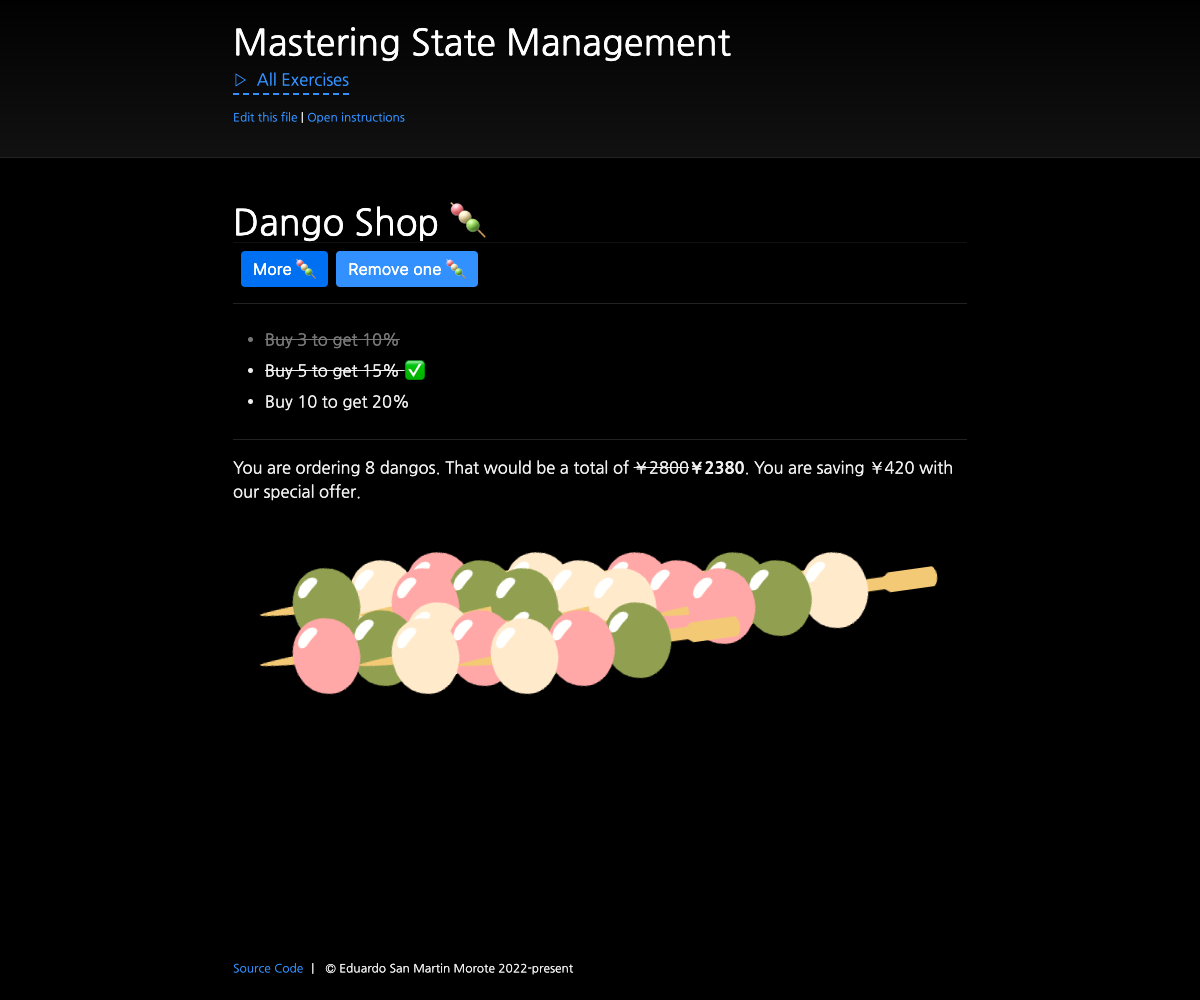 Mastering State Management
▷ All Exercises
Edit this file | Open instructions
Dango Shop 🍡
More 🍡 Remove one 🍡
• Buy 3 to get 10%
• Buy 5 to get 15% ✅
• Buy 10 to get 20%
You are ordering 8 dangos. That would be a total of ¥2800¥2380. You are saving ¥420 with
our special offer.
Source Code | © Eduardo San Martin Morote 2022-present